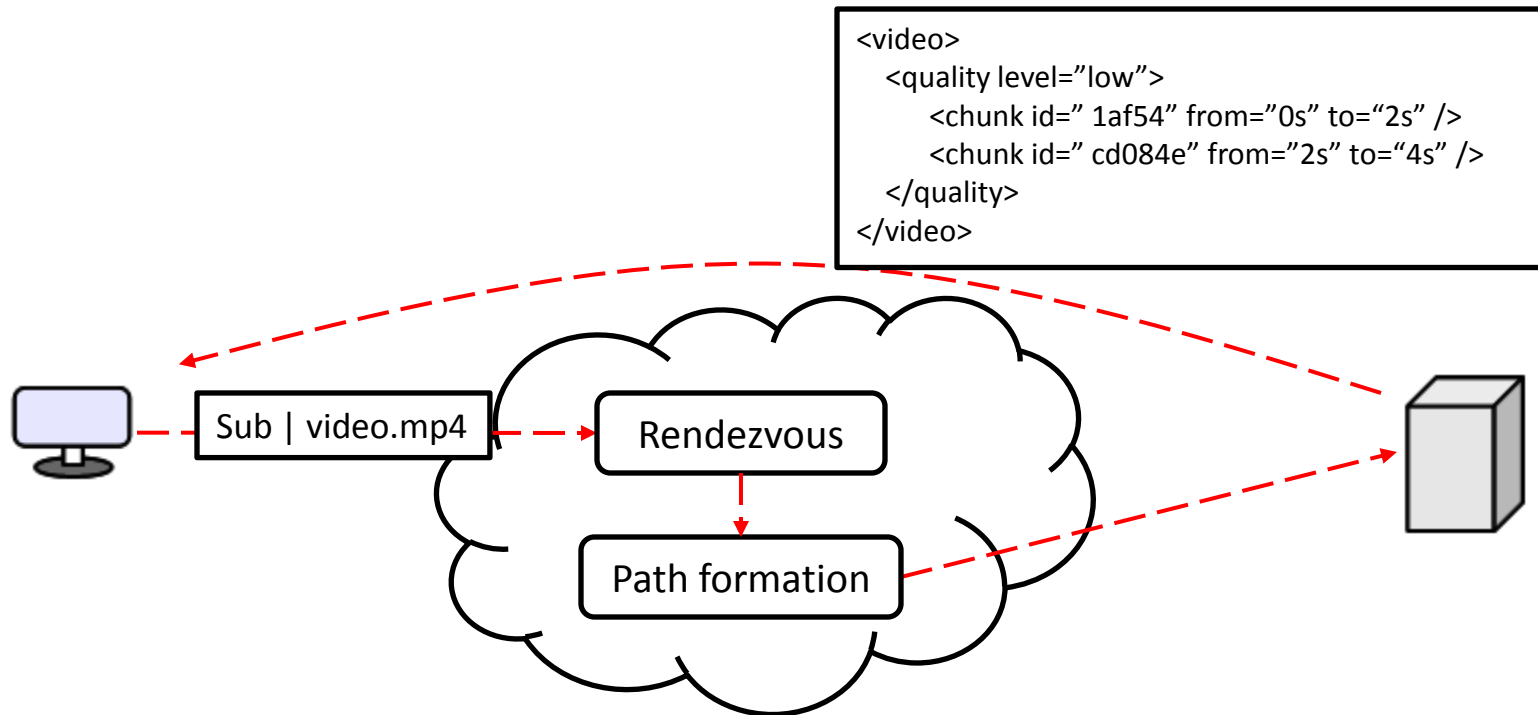 <video>
<quality level=”low”>
<chunk id=” 1af54” from=”0s” to=“2s” />
<chunk id=” cd084e” from=”2s” to=“4s” />
</quality>
</video>
Sub | video.mp4
Rendezvous
Path formation